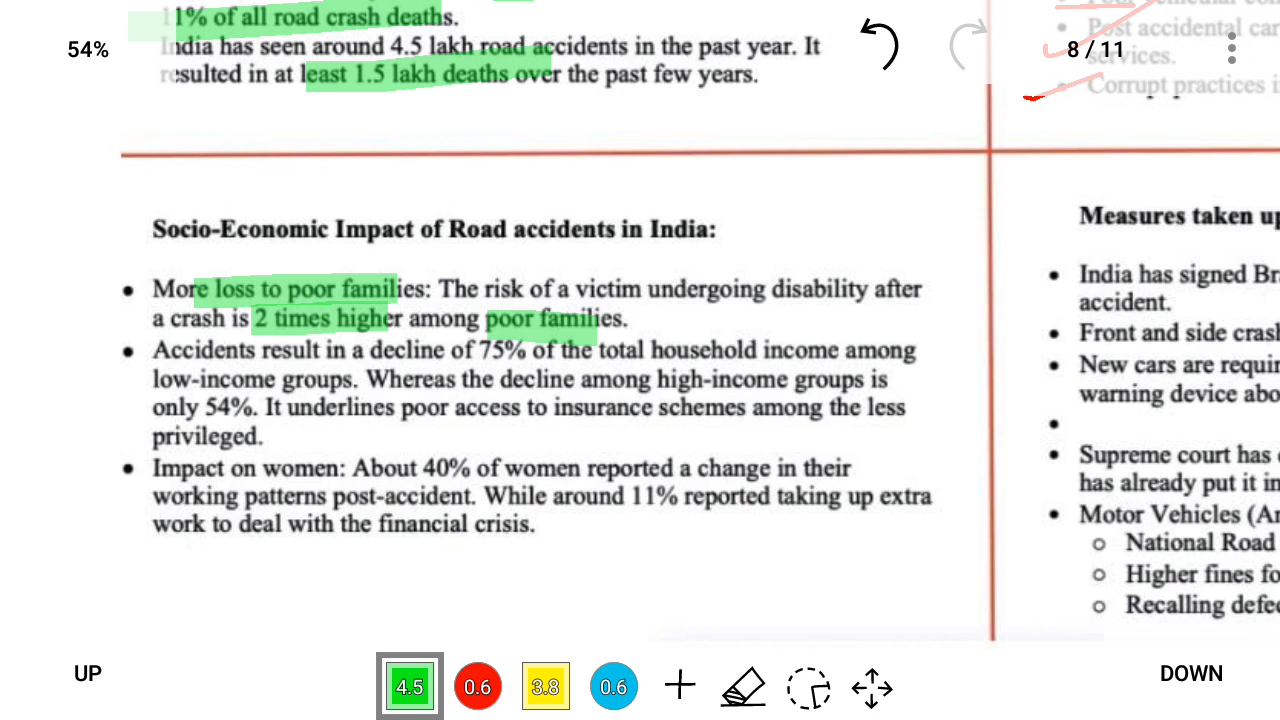 11% of all road crash deaths.
India has seen around 4.5 lakh road accidents in the past year. It
resulted in at least 1.5 lakh deaths over the past few years.
54%
8 / 11
Post accidental car
services.
Corrupt practices i
Socio-Economic Impact of Road accidents in India:
• More loss to poor families: The risk of a victim undergoing disability after
a crash is 2 times higher among poor families.
• Accidents result in a decline of 75% of the total household income among
low-income groups. Whereas the decline among high-income groups is
only 54%. It underlines poor access to insurance schemes among the less
privileged.
• Impact on women: About 40% of women reported a change in their
working patterns post-accident. While around 11% reported taking up extra
work to deal with the financial crisis.
Measures taken up
• India has signed Br
accident.
• Front and side cras
• New cars are requir
warning device abo
•
• Supreme court has
has already put it in
• Motor Vehicles (A
o National Road
o Higher fines fo
o Recalling defe
UP
4.5
0.6
3.8
0.6
DOWN